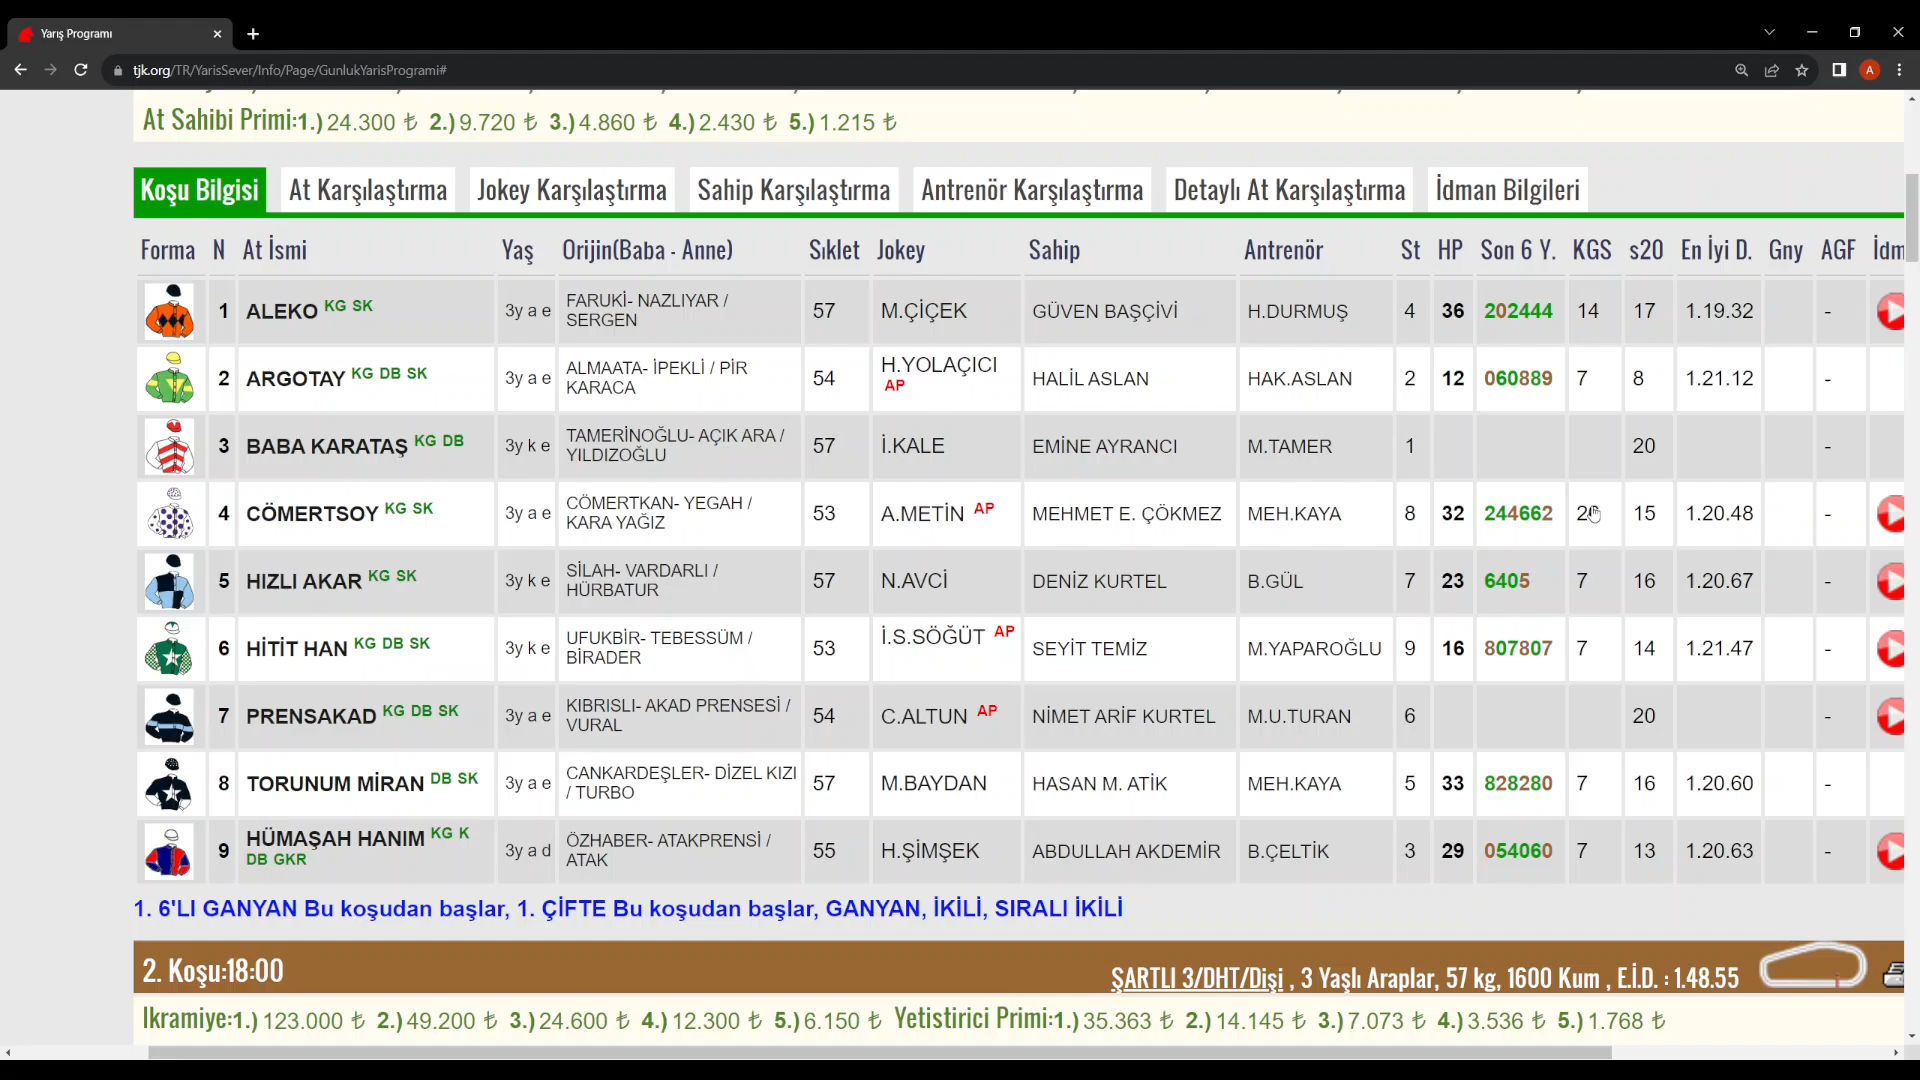 Yarış Programı
tjk.org/TR/YarisSever/Info/Page/GunlukYarisProgrami#
A
At Sahibi Primi:1.) 24.300 ₺ 2.) 9.720 ₺ 3.) 4.860 ₺ 4.) 2.430 ₺ 5.) 1.215 ₺
Koşu Bilgisi At Karşılaştırma Jokey Karşılaştırma Sahip Karşılaştırma Antrenör Karşılaştırma Detaylı At Karşılaştırma İdman Bilgileri
Forma N At İsmi Yaş Orijin(Baba - Anne) Sıklet Jokey Sahip Antrenör St HP Son 6 Y. KGS s20 En İyi D. Gny AGF İdm
1 ALEKO KG SK 3y a e FARUKİ- NAZLIYAR / SERGEN 57 M.ÇİÇEK GÜVEN BAŞÇİVİ H.DURMUŞ 4 36 202444 14 17 1.19.32 -
2 ARGOTAY KG DB SK 3y a e ALMAATA- İPEKLİ / PİR KARACA 54 H.YOLAÇICI AP HALİL ASLAN HAK.ASLAN 2 12 060889 7 8 1.21.12 -
3 BABA KARATAŞ KG DB 3y k e TAMERİNOĞLU- AÇIK ARA / YILDIZOĞLU 57 İ.KALE EMİNE AYRANCI M.TAMER 1 20 -
4 CÖMERTSOY KG SK 3y a e CÖMERTKAN- YEGAH / KARA YAĞIZ 53 A.METİN AP MEHMET E. ÇÖKMEZ MEH.KAYA 8 32 244662 15 1.20.48 -
5 HIZLI AKAR KG SK 3y k e SİLAH- VARDARLI / HÜRBATUR 57 N.AVCİ DENİZ KURTEL B.GÜL 7 23 6405 7 16 1.20.67 -
6 HİTİT HAN KG DB SK 3y k e UFUKBİR- TEBESSÜM / BİRADER 53 İ.S.SÖĞÜT AP SEYİT TEMİZ M.YAPAROĞLU 9 16 807807 7 14 1.21.47 -
7 PRENSAKAD KG DB SK 3y a e KIBRISLI- AKAD PRENSESİ / VURAL 54 C.ALTUN AP NİMET ARİF KURTEL M.U.TURAN 6 20 -
8 TORUNUM MİRAN DB SK 3y a e CANKARDEŞLER- DİZEL KIZI / TURBO 57 M.BAYDAN HASAN M. ATİK MEH.KAYA 5 33 828280 7 16 1.20.60 -
9 HÜMAŞAH HANIM KG K DB GKR 3y a d ÖZHABER- ATAKPRENSİ / ATAK 55 H.ŞİMŞEK ABDULLAH AKDEMİR B.ÇELTİK 3 29 054060 7 13 1.20.63 -
1. 6'LI GANYAN Bu koşudan başlar, 1. ÇİFTE Bu koşudan başlar, GANYAN, İKİLİ, SIRALI İKİLİ
2. Koşu:18:00 ŞARTLI 3/DHT/Dişi , 3 Yaşlı Araplar, 57 kg, 1600 Kum , E.İ.D. : 1.48.55
Ikramiye:1.) 123.000 ₺ 2.) 49.200 ₺ 3.) 24.600 ₺ 4.) 12.300 ₺ 5.) 6.150 ₺ Yetistirici Primi:1.) 35.363 ₺ 2.) 14.145 ₺ 3.) 7.073 ₺ 4.) 3.536 ₺ 5.) 1.768 ₺